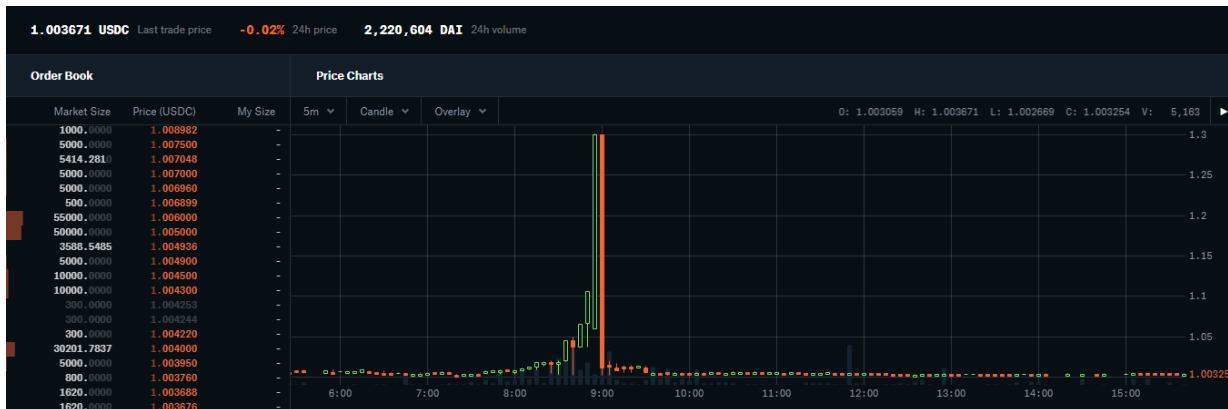 1.003671 USDC Last trade price -0.02% 24h price 2,220,604 DAI 24h volume
Order Book Price Charts
Market Size Price (USDC) My Size 5m Candle Overlay O: 1.003059 H: 1.003671 L: 1.002669 C: 1.003254 V: 5,163
1000.0000 1.008982 -
5000.0000 1.007500 -
5414.2810 1.007048 -
5000.0000 1.007000 -
5000.0000 1.006960 -
500.0000 1.006899 -
55000.0000 1.006000 -
50000.0000 1.005000 -
3588.5485 1.004936 -
5000.0000 1.004900 -
10000.0000 1.004500 -
10000.0000 1.004300 -
300.0000 1.004253 -
300.0000 1.004244 -
300.0000 1.004220 -
30201.7837 1.004000 -
5000.0000 1.003950 -
800.0000 1.003760 -
1620.0000 1.003688 -
1620.0000 1.003676 -
1.3
1.25
1.2
1.15
1.1
1.05
1.00325
6:00 7:00 8:00 9:00 10:00 11:00 12:00 13:00 14:00 15:00